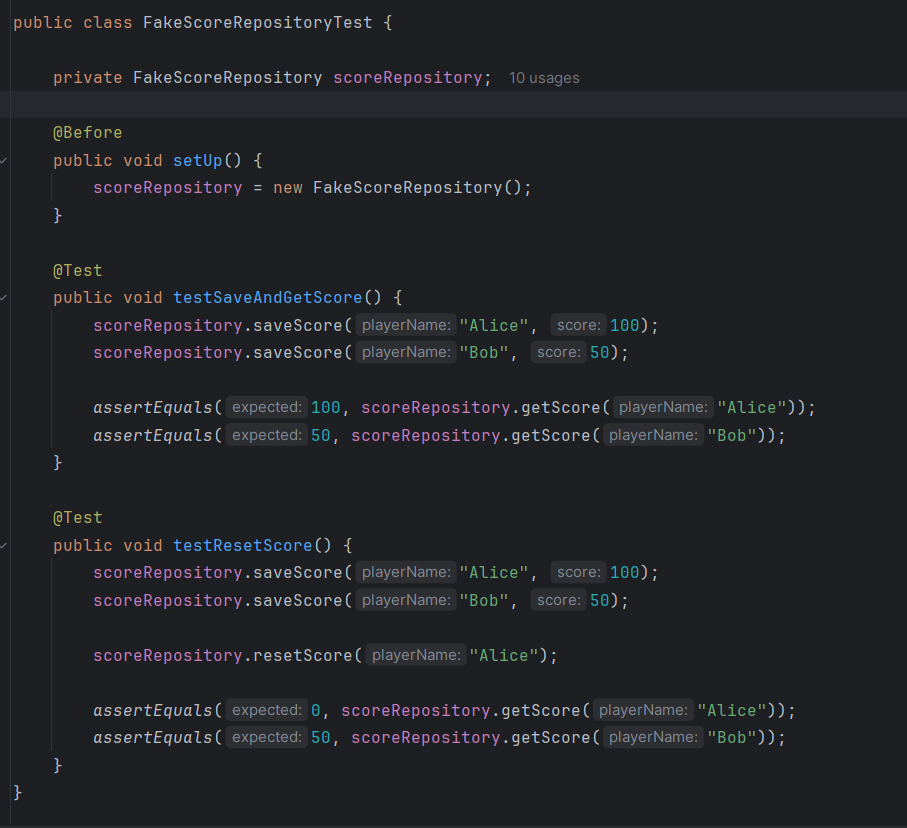 public class FakeScoreRepositoryTest {
private FakeScoreRepository scoreRepository; 10 usages
@Before
public void setUp() {
scoreRepository = new FakeScoreRepository();
}
@Test
public void testSaveAndGetScore() {
scoreRepository.saveScore( playerName: "Alice", score: 100);
scoreRepository.saveScore( playerName: "Bob", score: 50);
assertEquals( expected: 100, scoreRepository.getScore( playerName: "Alice"));
assertEquals( expected: 50, scoreRepository.getScore( playerName: "Bob"));
}
@Test
public void testResetScore() {
scoreRepository.saveScore( playerName: "Alice", score: 100);
scoreRepository.saveScore( playerName: "Bob", score: 50);
scoreRepository.resetScore( playerName: "Alice");
assertEquals( expected: 0, scoreRepository.getScore( playerName: "Alice"));
assertEquals( expected: 50, scoreRepository.getScore( playerName: "Bob"));
}
}